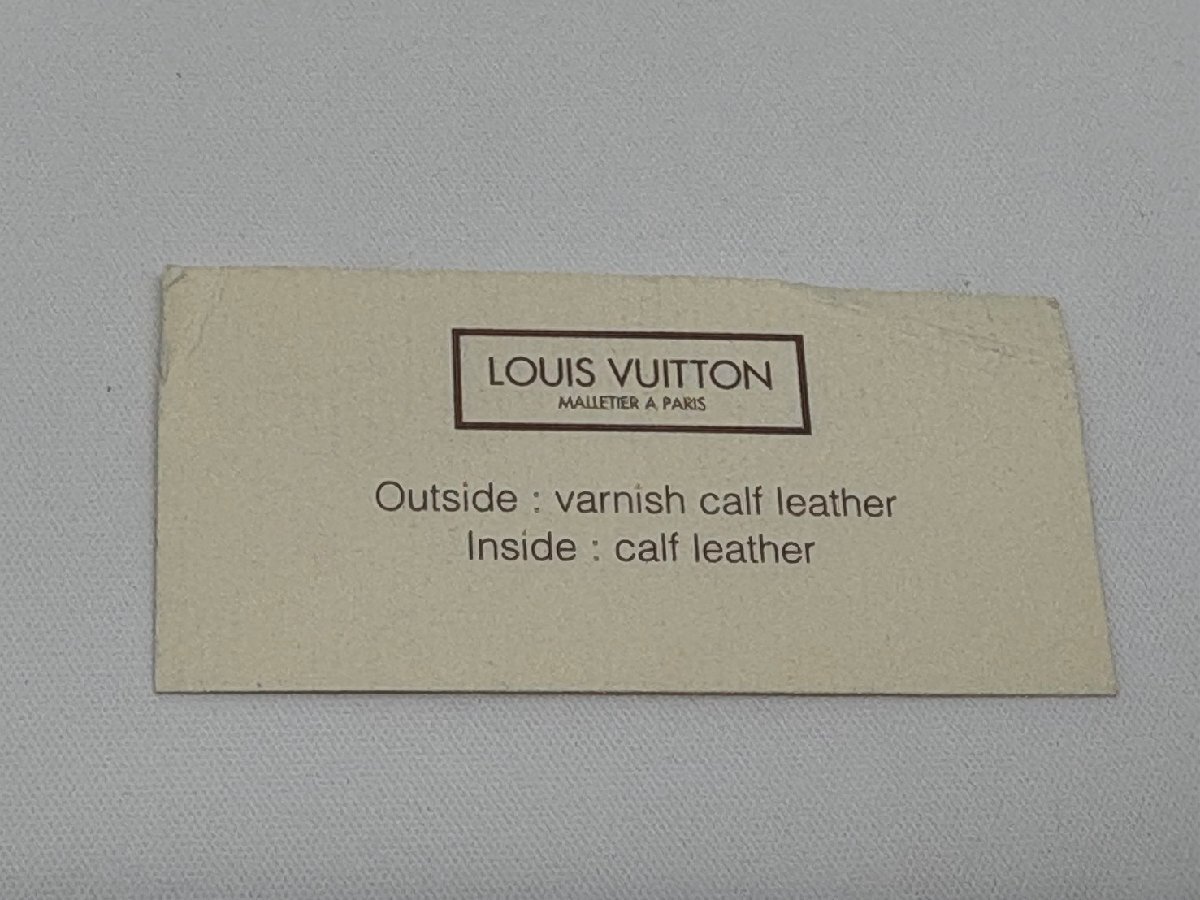 LOUIS VUITTON
MALLETIER A PARIS
Outside : varnish calf leather
Inside : calf leather